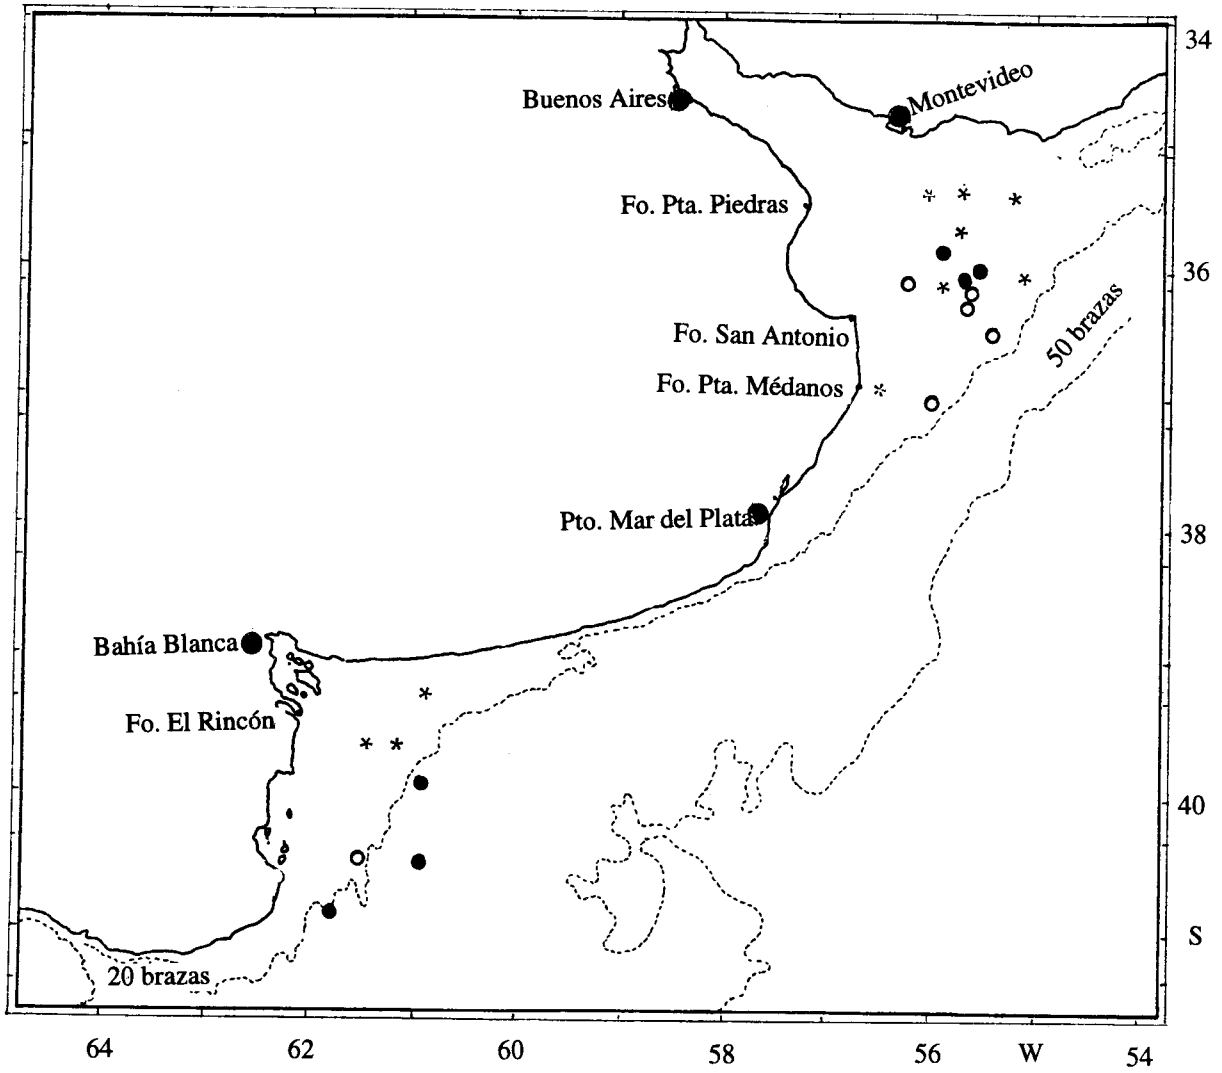 34
Buenos Aires
Montevideo
Fo. Pta. Piedras
36
50 brazas
Fo. San Antonio
Fo. Pta. Médanos
Pto. Mar del Plata
38
Bahía Blanca
Fo. El Rincón
40
S
20 brazas
64 62 60 58 56 W 54